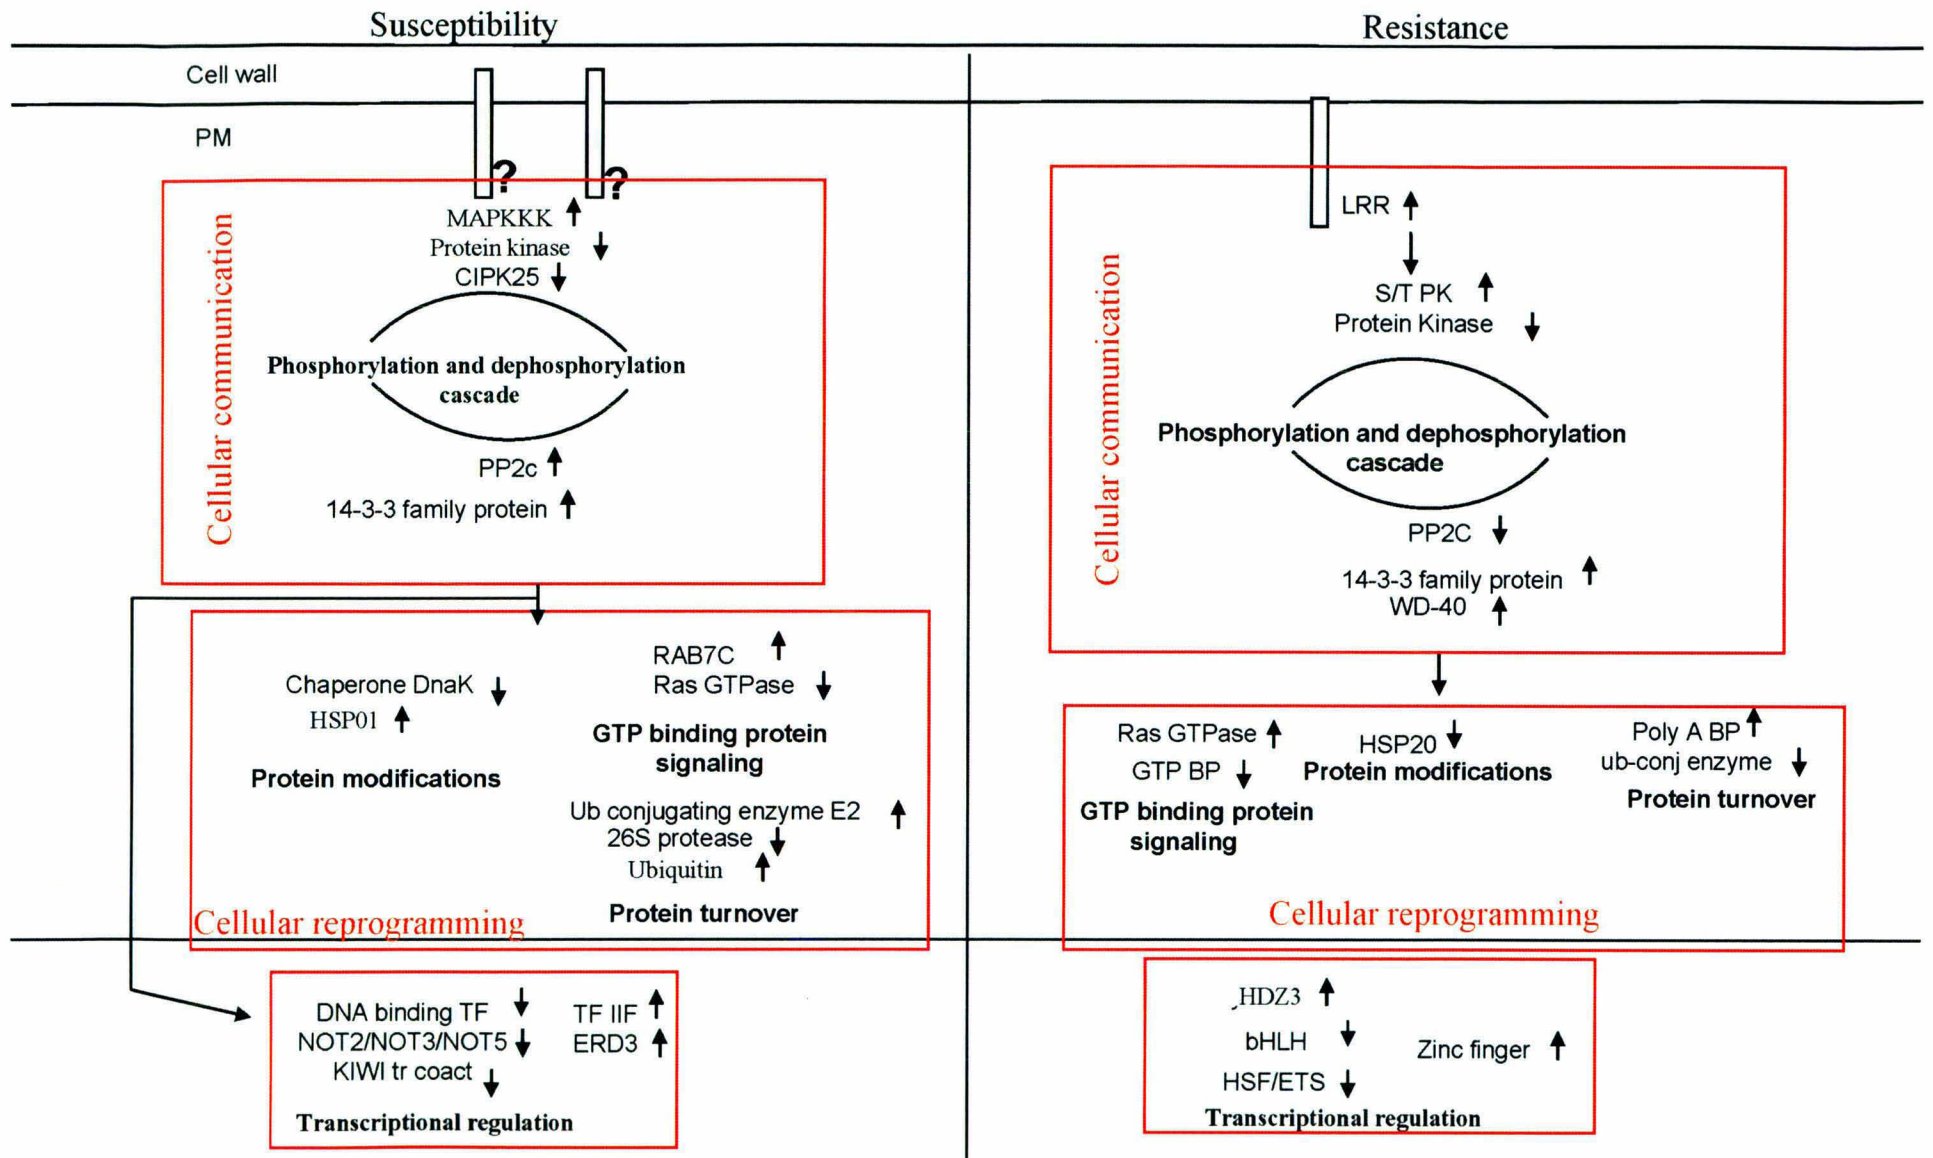 Susceptibility
Resistance
Cell wall
PM
?
?
Cellular communication
MAPKKK
Protein kinase
CIPK25
Phosphorylation and dephosphorylation
cascade
PP2c
14-3-3 family protein
Chaperone DnaK
HSP01
Protein modifications
RAB7C
Ras GTPase
GTP binding protein
signaling
Ub conjugating enzyme E2
26S protease
Ubiquitin
Protein turnover
Cellular reprogramming
DNA binding TF
NOT2/NOT3/NOT5
KIWI tr coact
TF IIF
ERD3
Transcriptional regulation
Cellular communication
LRR
S/T PK
Protein Kinase
Phosphorylation and dephosphorylation
cascade
PP2C
14-3-3 family protein
WD-40
Ras GTPase
GTP BP
GTP binding protein
signaling
HSP20
Protein modifications
Poly A BP
ub-conj enzyme
Protein turnover
Cellular reprogramming
HDZ3
bHLH
HSF/ETS
Zinc finger
Transcriptional regulation